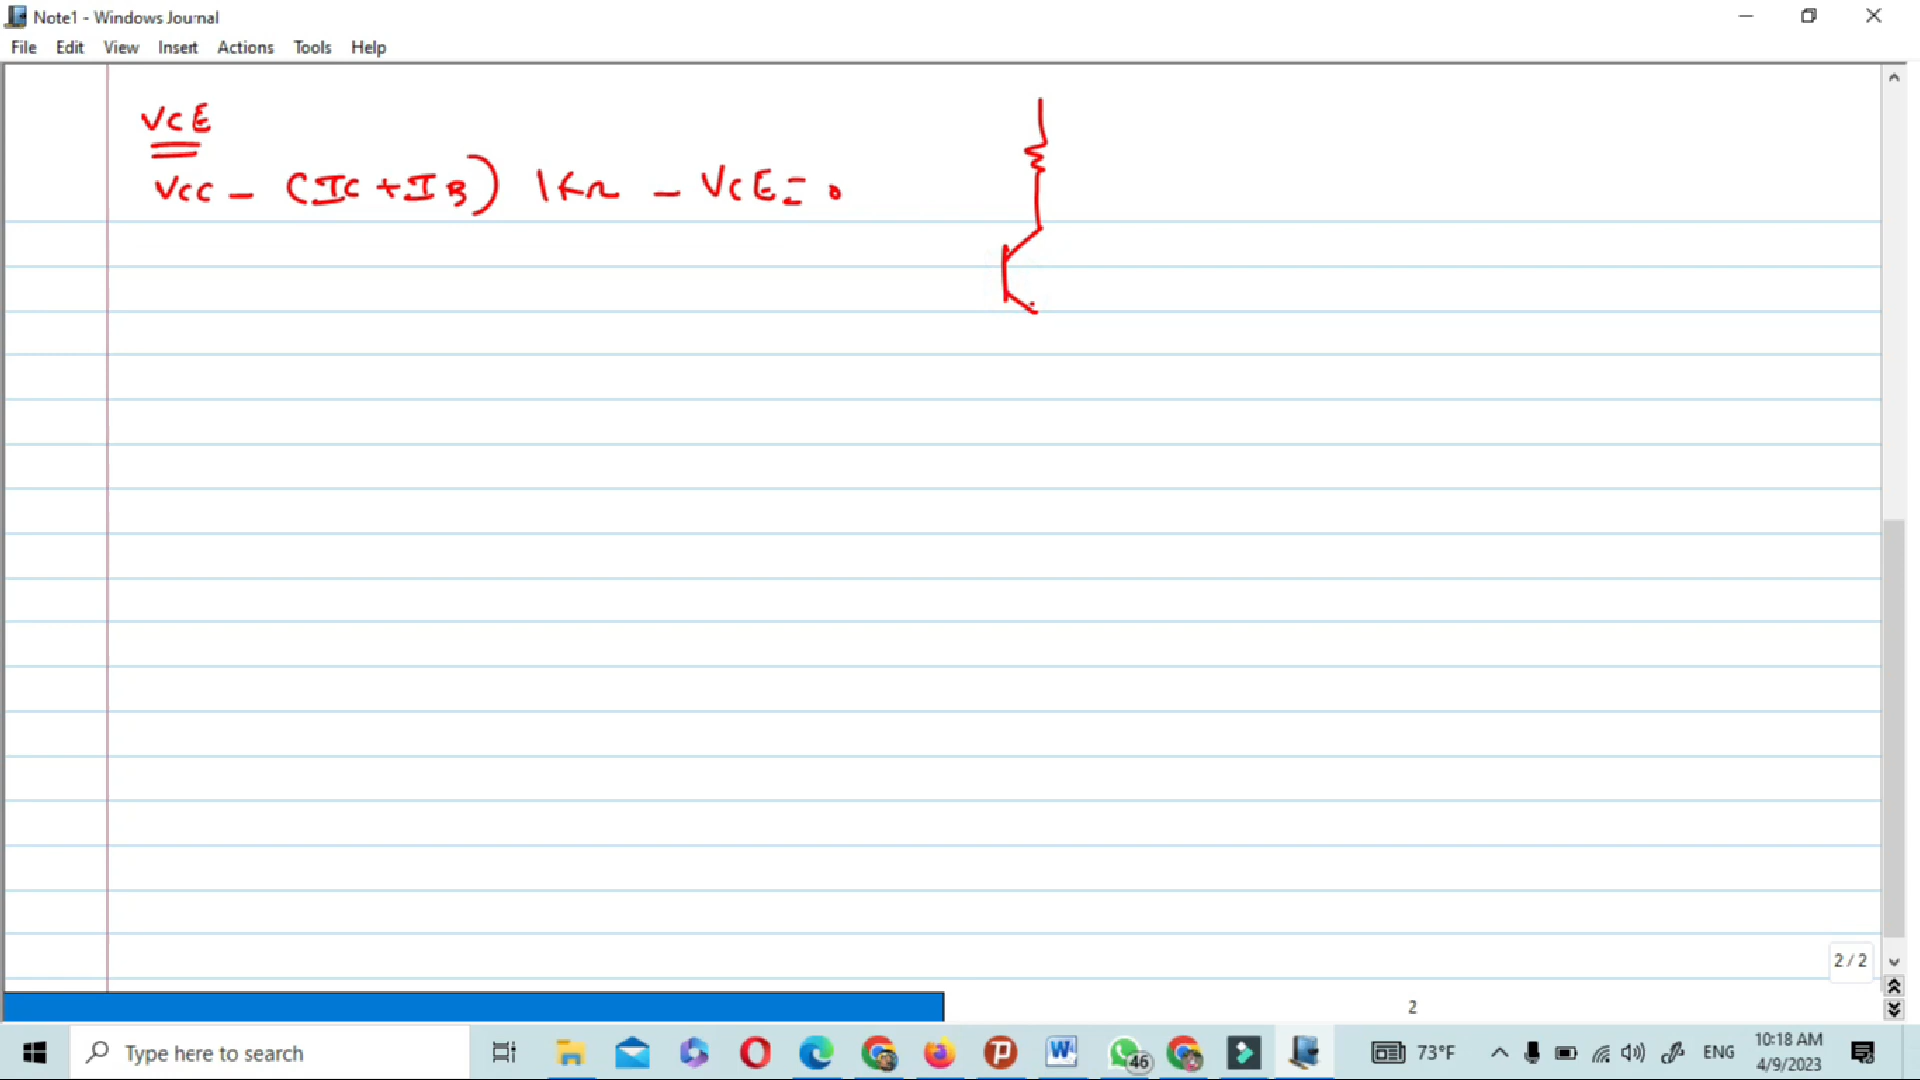 Note1 - Windows Journal
File Edit View Insert Actions Tools Help
VCE
VCC - (IC + IB) 1KΩ - VCE = 0
2 / 2
2
Type here to search
46
73°F
ENG
10:18 AM
4/9/2023